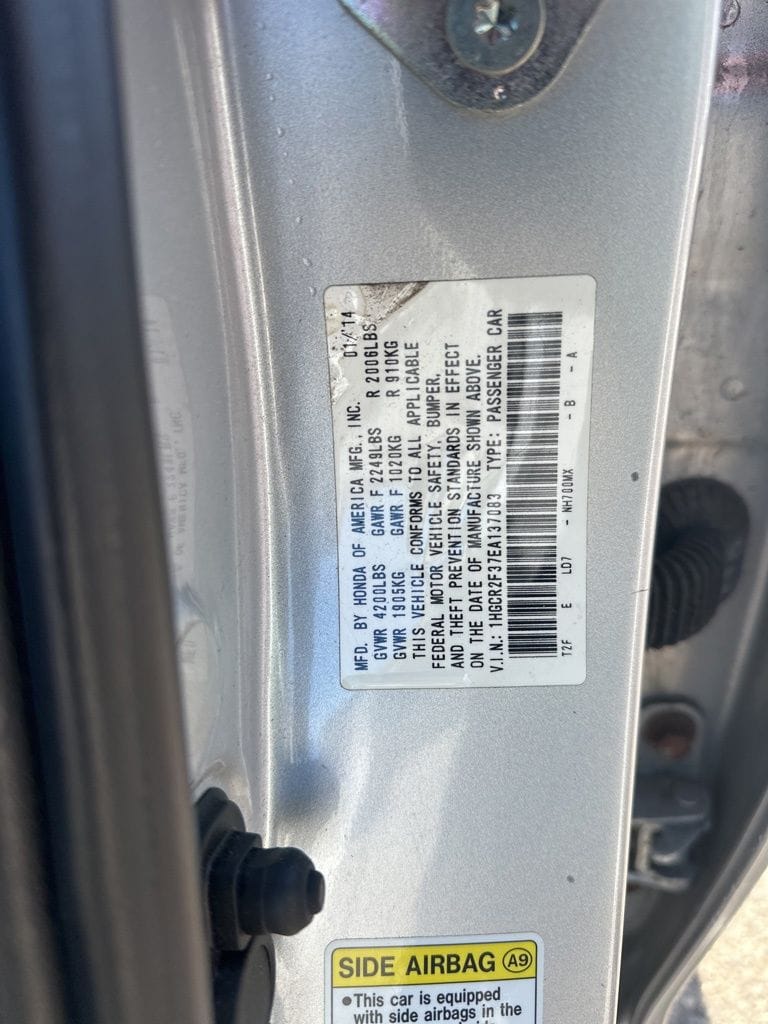 MFD. BY HONDA OF AMERICA MFG., INC. 01/14
GVWR 4200LBS GAWR F 2249LBS R 2006LBS
GVWR 1905KG GAWR F 1020KG R 910KG
THIS VEHICLE CONFORMS TO ALL APPLICABLE
FEDERAL MOTOR VEHICLE SAFETY, BUMPER,
AND THEFT PREVENTION STANDARDS IN EFFECT
ON THE DATE OF MANUFACTURE SHOWN ABOVE.
V.I.N.: 1HGCR2F37EA137083 TYPE: PASSENGER CAR
T2F E LD7 - NH700MX - B - A
SIDE AIRBAG A9
•This car is equipped
with side airbags in the